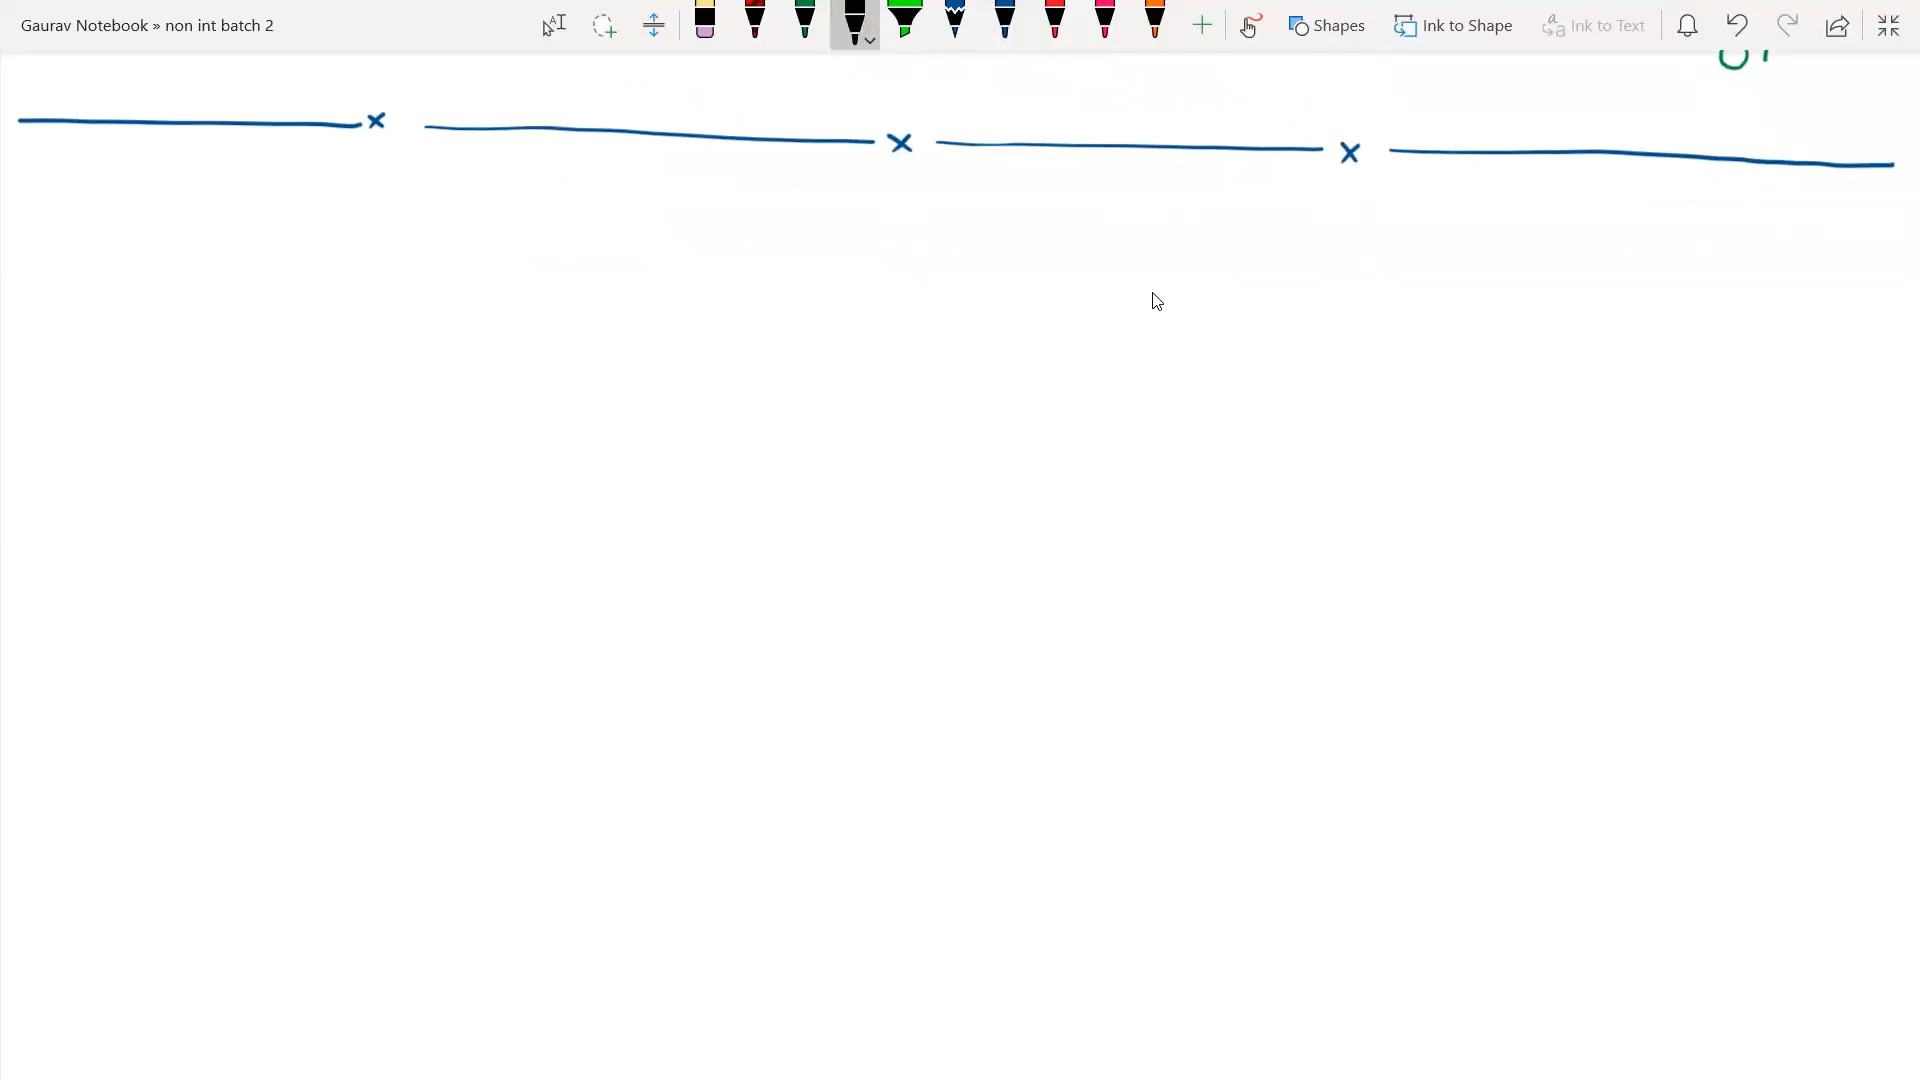 Gaurav Notebook » non int batch 2
Shapes
Ink to Shape
Ink to Text
x x x